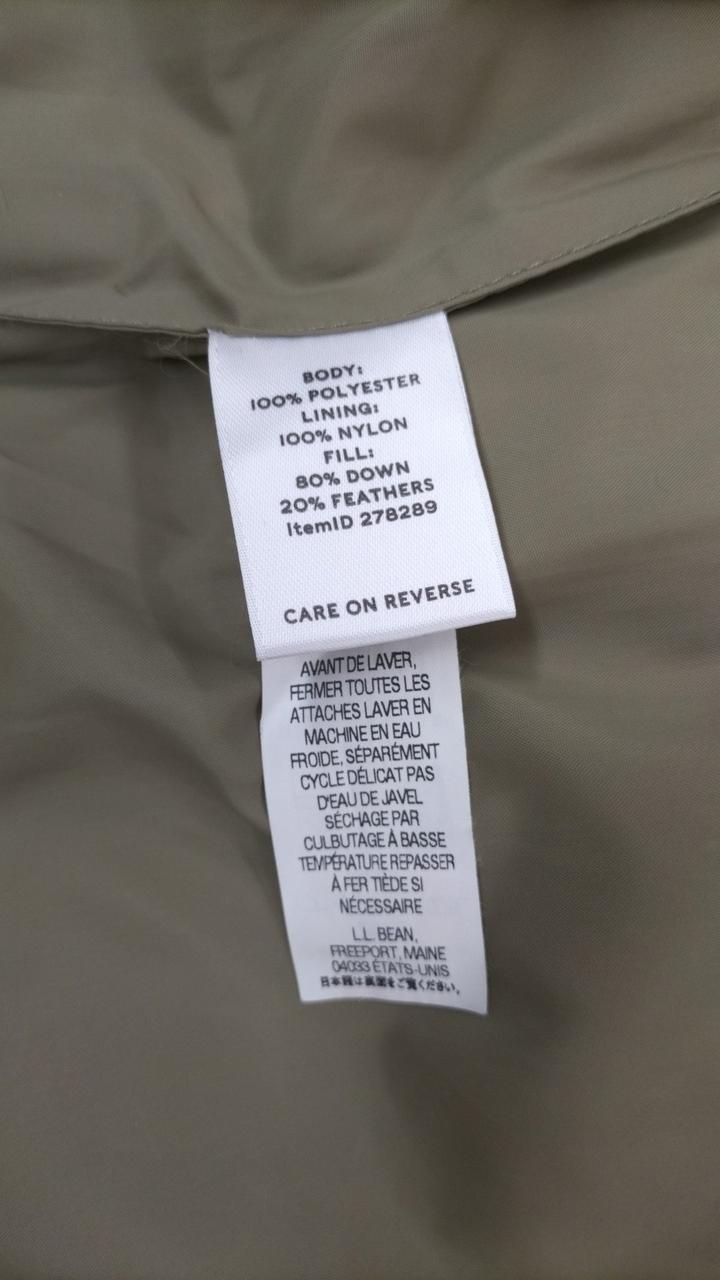 BODY:
100% POLYESTER
LINING:
100% NYLON
FILL:
80% DOWN
20% FEATHERS
ItemID 278289
CARE ON REVERSE
AVANT DE LAVER,
FERMER TOUTES LES
ATTACHES LAVER EN
MACHINE EN EAU
FROIDE, SÉPARÉMENT
CYCLE DÉLICAT PAS
D'EAU DE JAVEL
SÉCHAGE PAR
CULBUTAGE À BASSE
TEMPÉRATURE REPASSER
À FER TIÈDE SI
NÉCESSAIRE
L.L. BEAN,
FREEPORT, MAINE
04033 ÉTATS-UNIS
日本語は裏面をご覧ください。